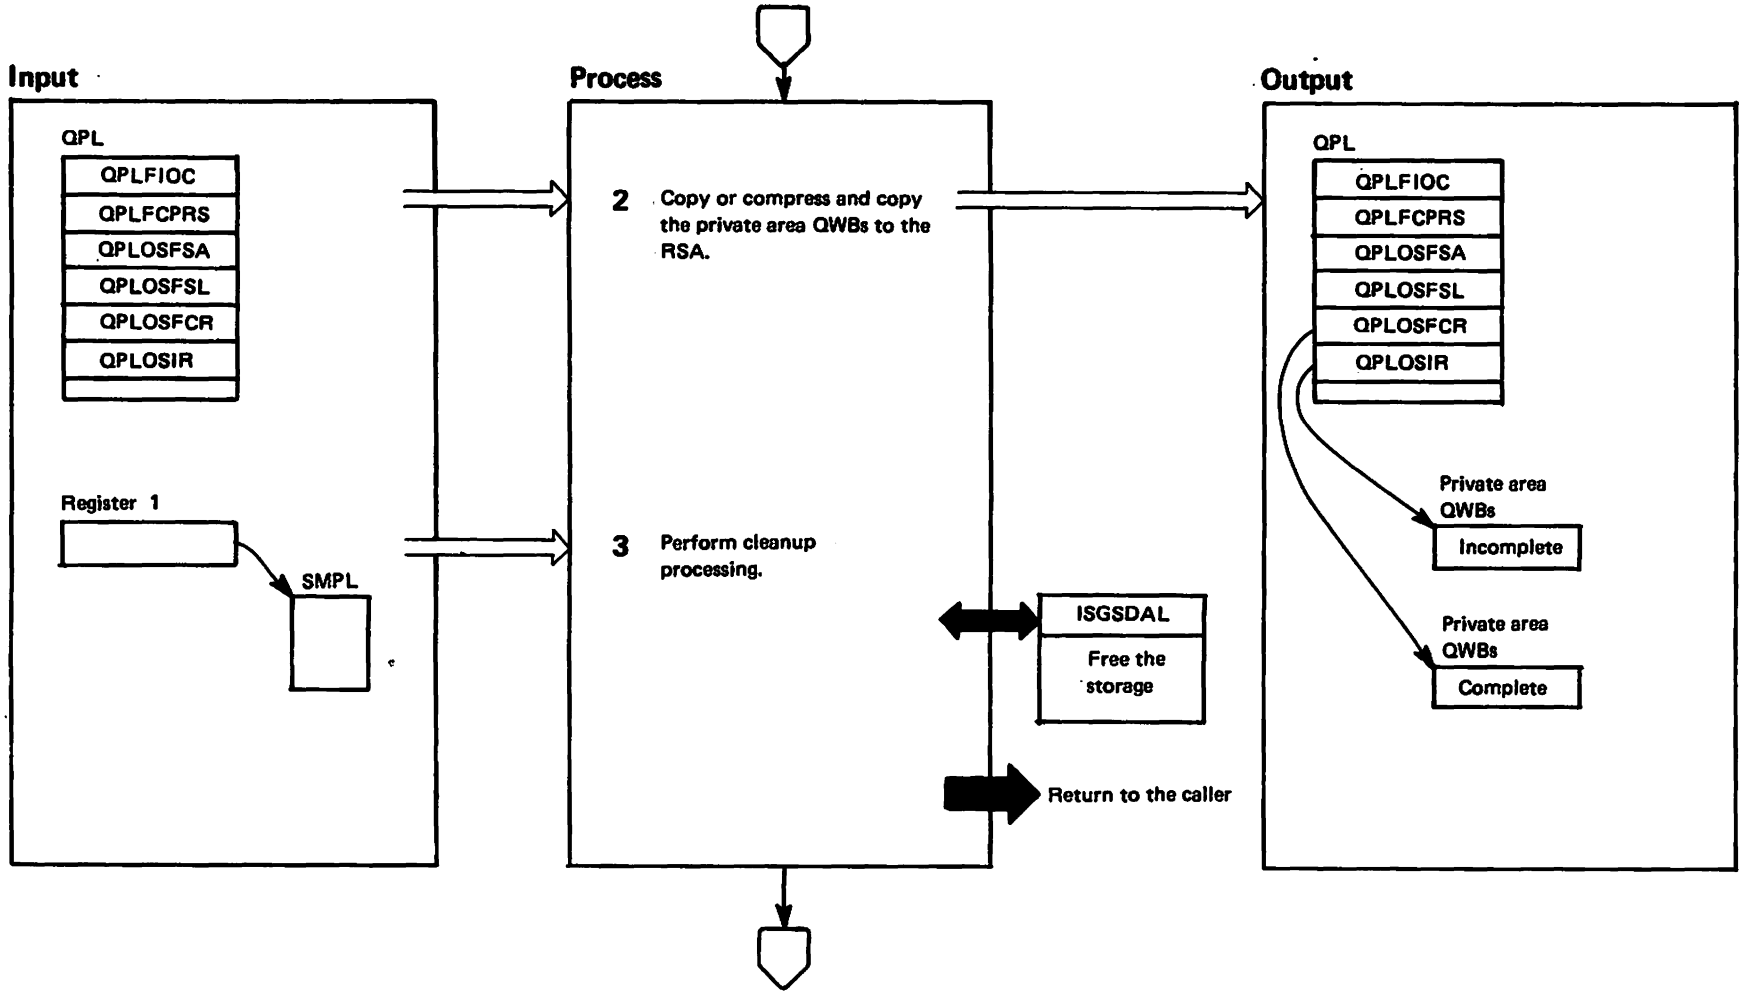 Input
QPL
QPLFIOC
QPLFCPRS
QPLOSFSA
QPLOSFSL
QPLOSFCR
QPLOSIR
Register 1
SMPL
Process
2 Copy or compress and copy
the private area QWBs to the
RSA.
3 Perform cleanup
processing.
ISGSDAL
Free the
storage
Return to the caller
Output
QPL
QPLFIOC
QPLFCPRS
QPLOSFSA
QPLOSFSL
QPLOSFCR
QPLOSIR
Private area
QWBs
Incomplete
Private area
QWBs
Complete